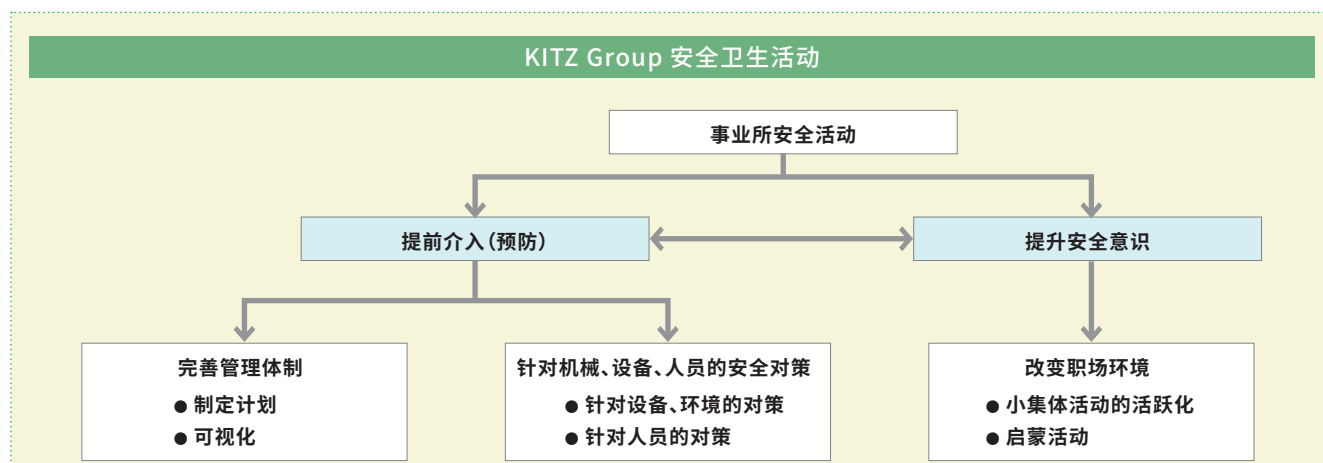 KITZ Group 安全卫生活动
事业所安全活动
提前介入（预防）
提升安全意识
完善管理体制
● 制定计划
● 可视化
针对机械、设备、人员的安全对策
● 针对设备、环境的对策
● 针对人员的对策
改变职场环境
● 小集体活动的活跃化
● 启蒙活动